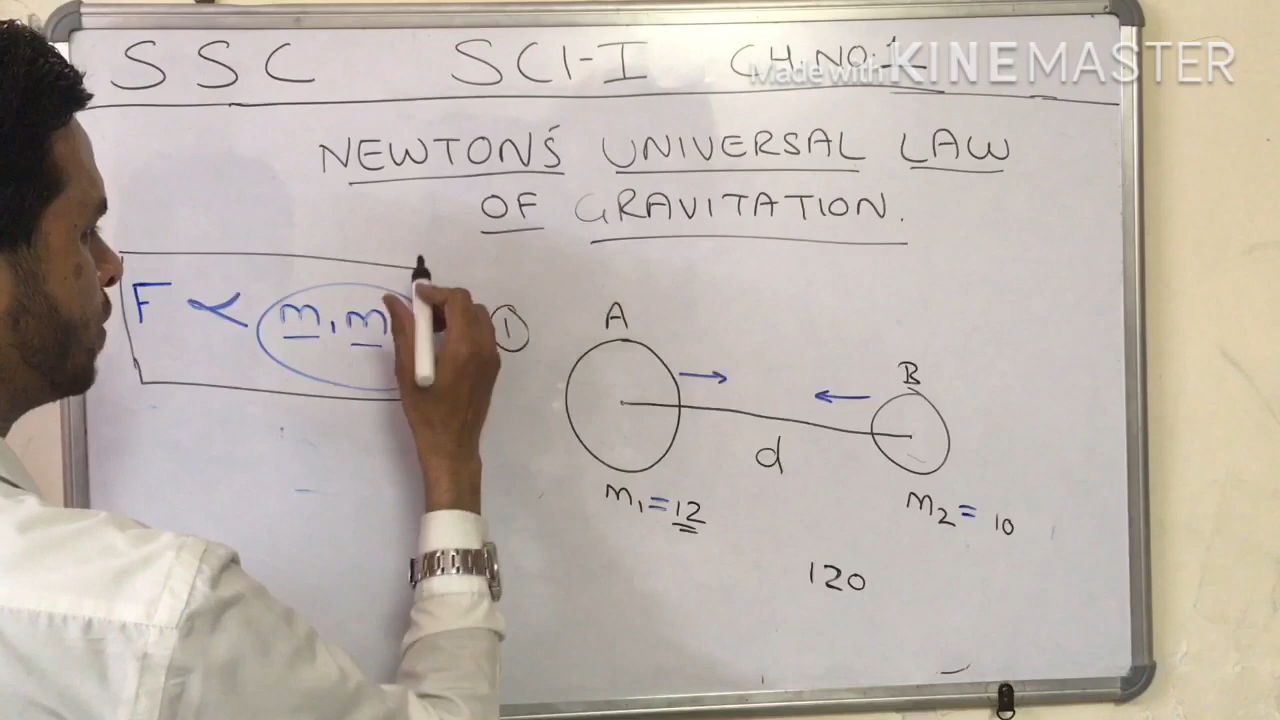 SSC SCI-I CH.NO.1
Made with KINEMASTER
NEWTON'S UNIVERSAL LAW
OF GRAVITATION.
F ∝ m1 m
1
A
B
d
m1 = 12
m2 = 10
120